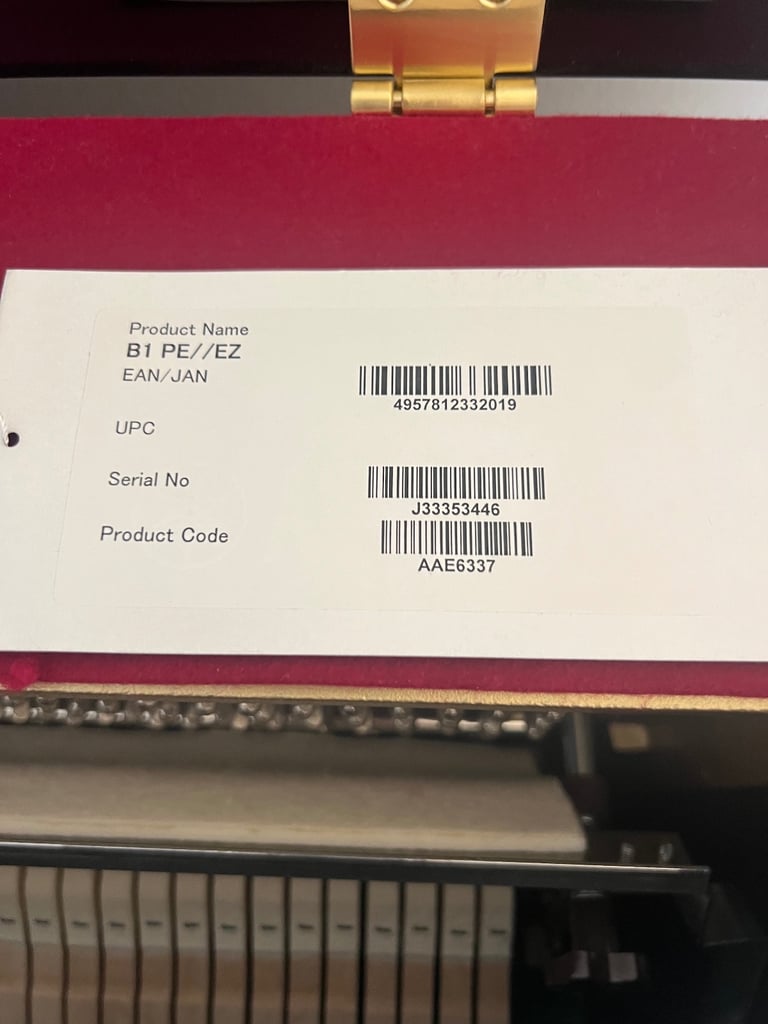 Product Name
B1 PE//EZ
EAN/JAN
4957812332019
UPC
Serial No
J33353446
Product Code
AAE6337